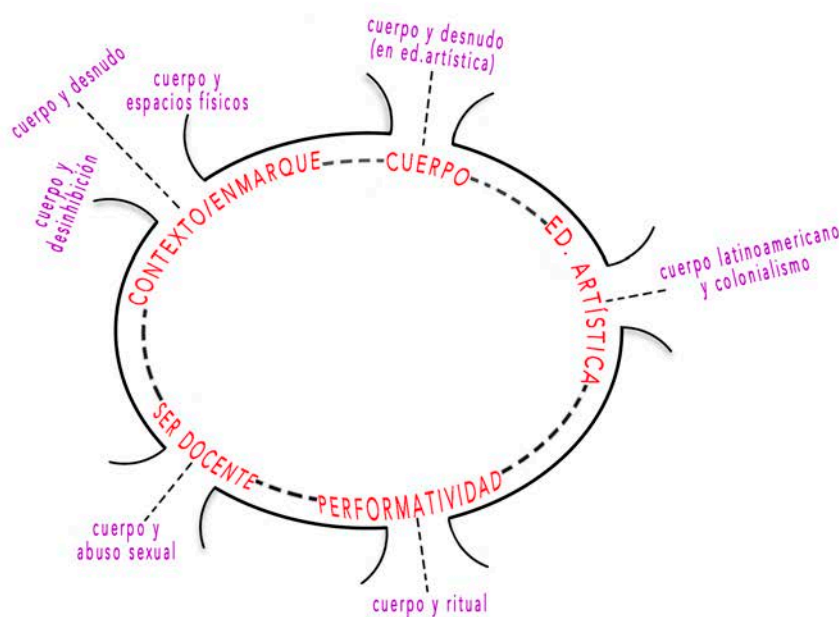 cuerpo y desnudo
(en ed.artística)
cuerpo y desnudo
cuerpo y
espacios físicos
cuerpo y
desinhibición
CONTEXTO/ENMARQUE
CUERPO
ED. ARTÍSTICA
cuerpo latinoamericano
y colonialismo
SER DOCENTE
PERFORMATIVIDAD
cuerpo y
abuso sexual
cuerpo y ritual